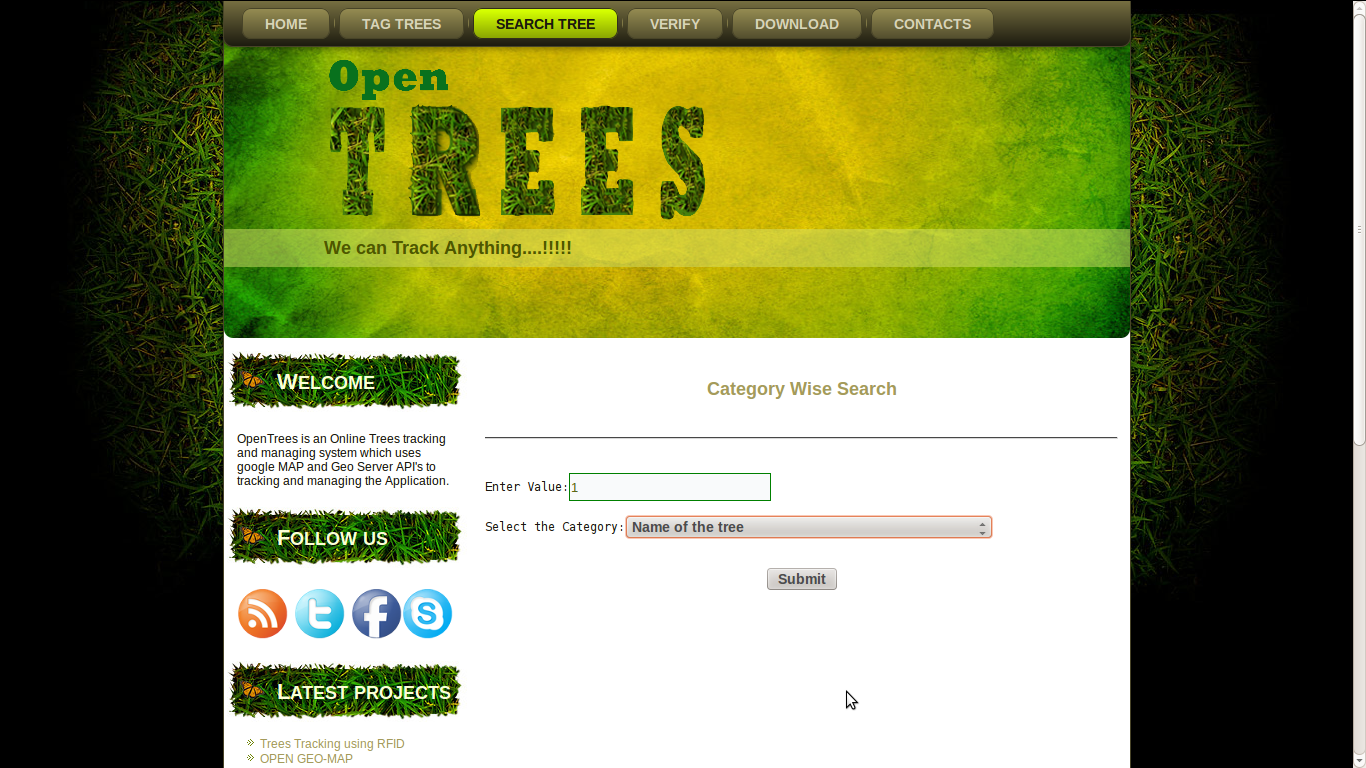 HOME TAG TREES SEARCH TREE VERIFY DOWNLOAD CONTACTS
Open
TREES
We can Track Anything....!!!!!
WELCOME
OpenTrees is an Online Trees tracking
and managing system which uses
google MAP and Geo Server API's to
tracking and managing the Application.
FOLLOW US
LATEST PROJECTS
Trees Tracking using RFID
OPEN GEO-MAP
Category Wise Search
Enter Value: 1
Select the Category: Name of the tree
Submit